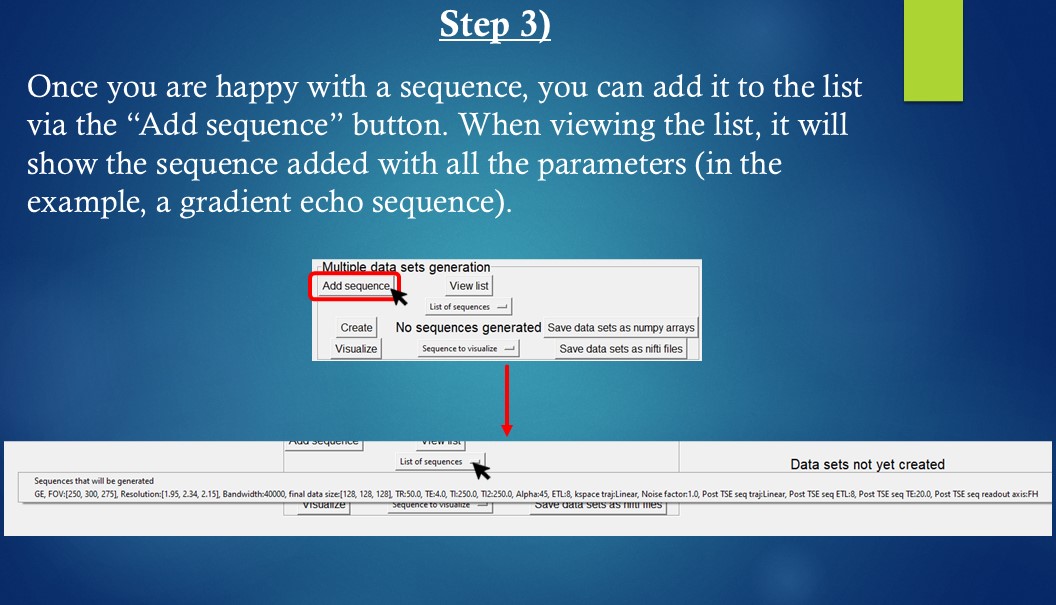 Step 3)
Once you are happy with a sequence, you can add it to the list
via the “Add sequence” button. When viewing the list, it will
show the sequence added with all the parameters (in the
example, a gradient echo sequence).
Multiple data sets generation
Add sequence View list
List of sequences
Create No sequences generated Save data sets as numpy arrays
Visualize Sequence to visualize Save data sets as nifti files
Add sequence View list
List of sequences Data sets not yet created
Sequences that will be generated
GE, FOV:[250, 300, 275], Resolution:[1.95, 2.34, 2.15], Bandwidth:40000, final data size:[128, 128, 128], TR:50.0, TE:4.0, TI:250.0, TI2:250.0, Alpha:45, ETL:8, kspace traj:Linear, Noise factor:1.0, Post TSE seq traj:Linear, Post TSE seq ETL:8, Post TSE seq TE:20.0, Post TSE seq readout axis:FH
Visualize Sequence to visualize Save data sets as nifti files